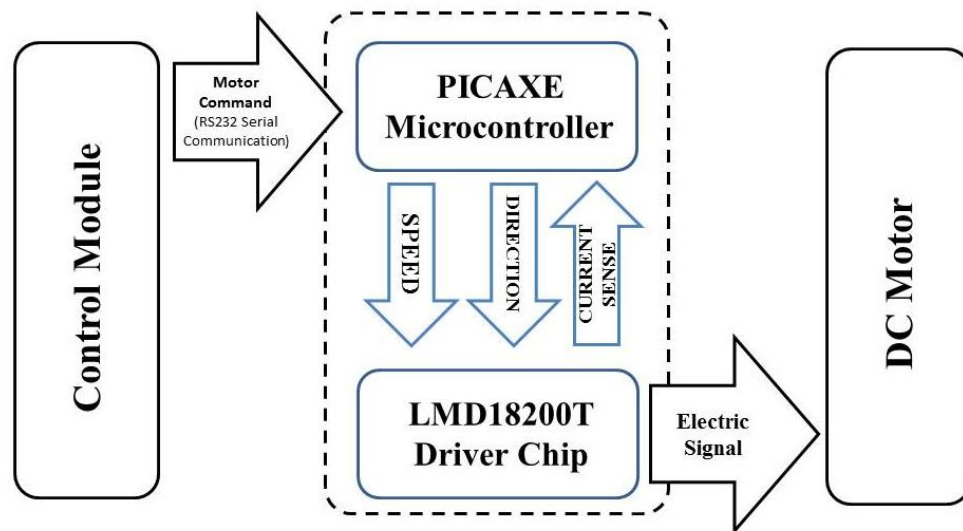 Control Module
Motor
Command
(RS232 Serial
Communication)
PICAXE
Microcontroller
SPEED
DIRECTION
CURRENT
SENSE
LMD18200T
Driver Chip
Electric
Signal
DC Motor